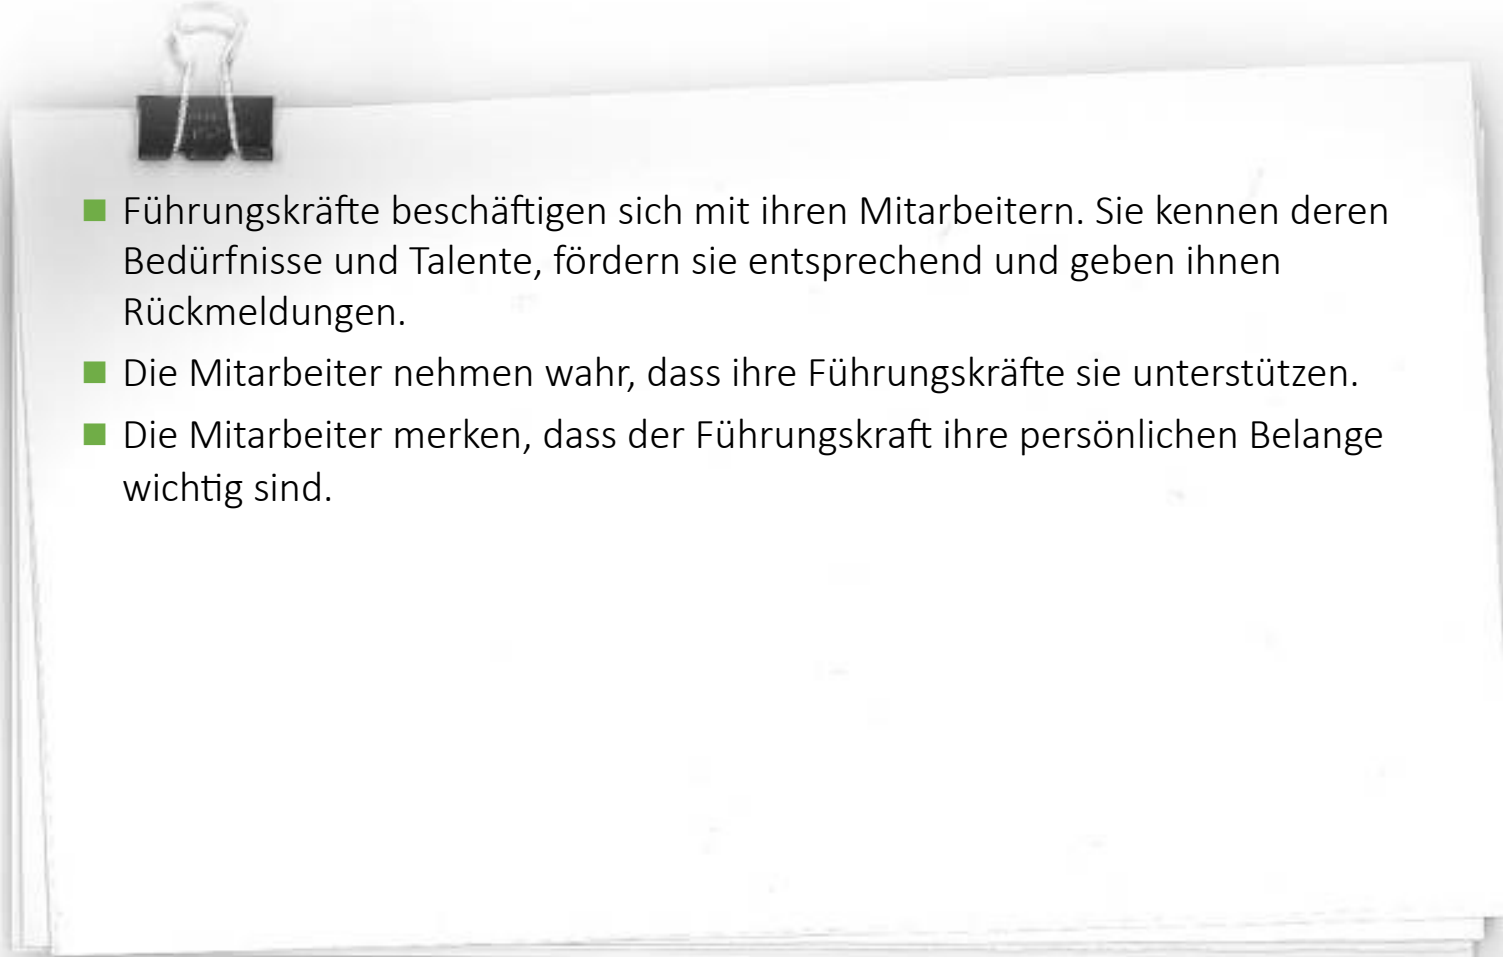 Führungskräfte beschäftigen sich mit ihren Mitarbeitern. Sie kennen deren
Bedürfnisse und Talente, fördern sie entsprechend und geben ihnen
Rückmeldungen.
Die Mitarbeiter nehmen wahr, dass ihre Führungskräfte sie unterstützen.
Die Mitarbeiter merken, dass der Führungskraft ihre persönlichen Belange
wichtig sind.